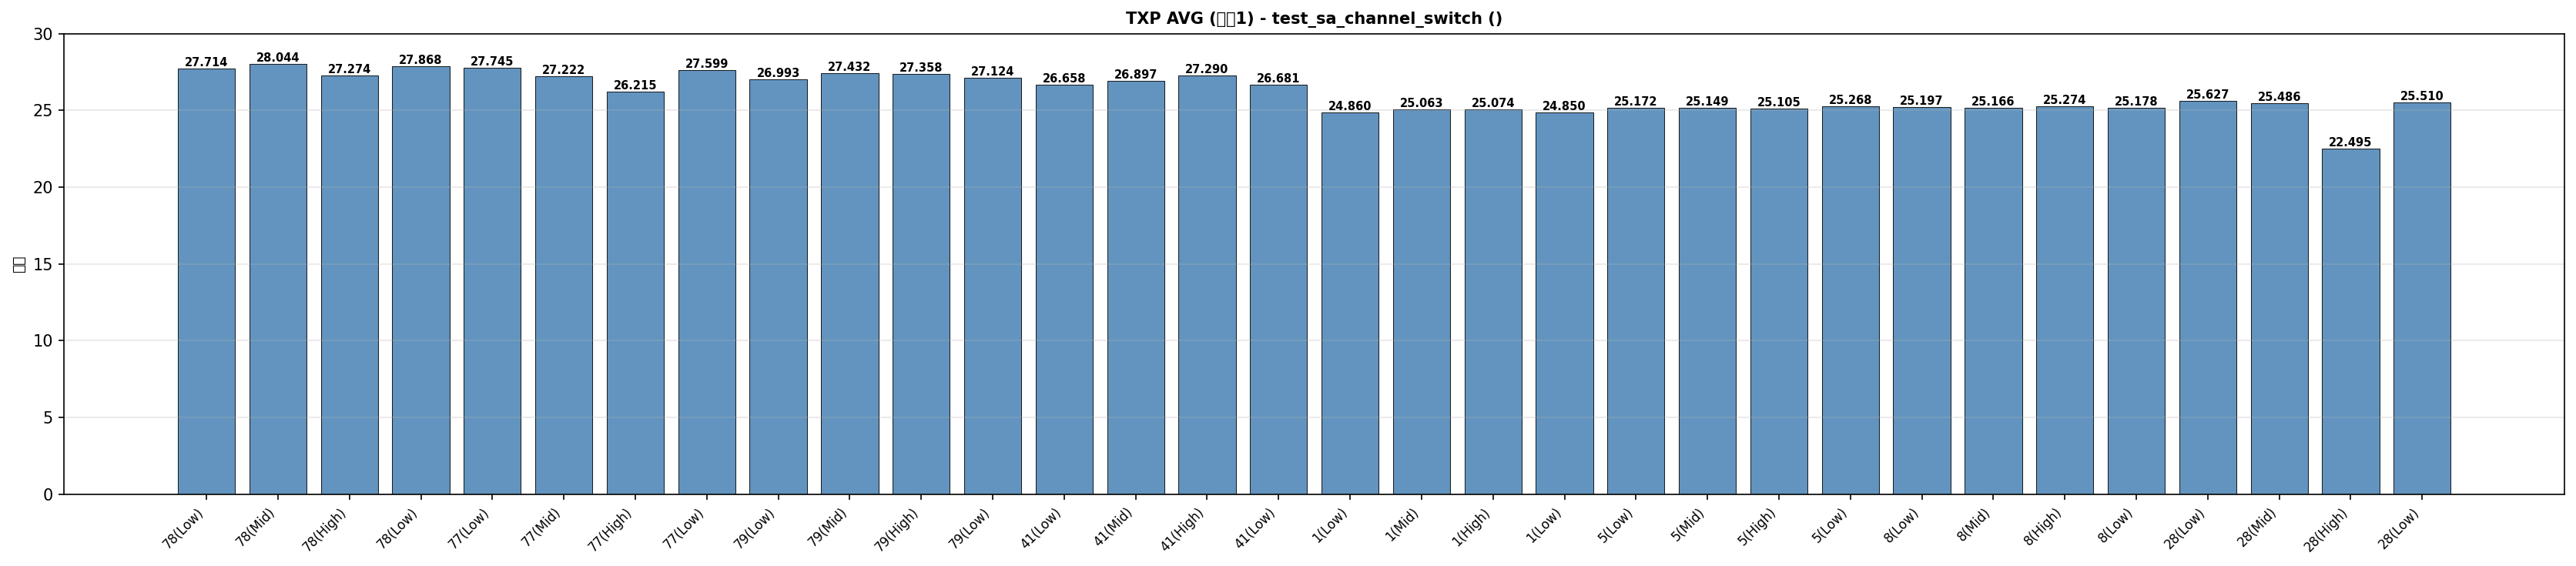 TXP AVG (□□1) - test_sa_channel_switch ()
30
25
20
15
10
5
0
□□
27.714
28.044
27.274
27.868
27.745
27.222
26.215
27.599
26.993
27.432
27.358
27.124
26.658
26.897
27.290
26.681
24.860
25.063
25.074
24.850
25.172
25.149
25.105
25.268
25.197
25.166
25.274
25.178
25.627
25.486
22.495
25.510
78(Low)
78(Mid)
78(High)
78(Low)
77(Low)
77(Mid)
77(High)
77(Low)
79(Low)
79(Mid)
79(High)
79(Low)
41(Low)
41(Mid)
41(High)
41(Low)
1(Low)
1(Mid)
1(High)
1(Low)
5(Low)
5(Mid)
5(High)
5(Low)
8(Low)
8(Mid)
8(High)
8(Low)
28(Low)
28(Mid)
28(High)
28(Low)